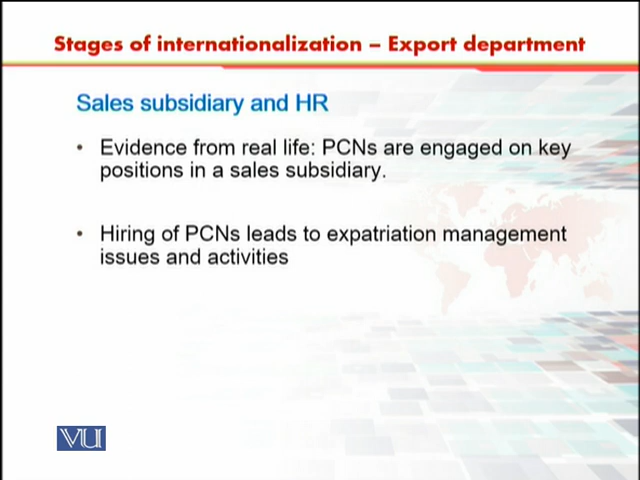 Stages of internationalization – Export department
Sales subsidiary and HR
• Evidence from real life: PCNs are engaged on key
positions in a sales subsidiary.
• Hiring of PCNs leads to expatriation management
issues and activities
VU